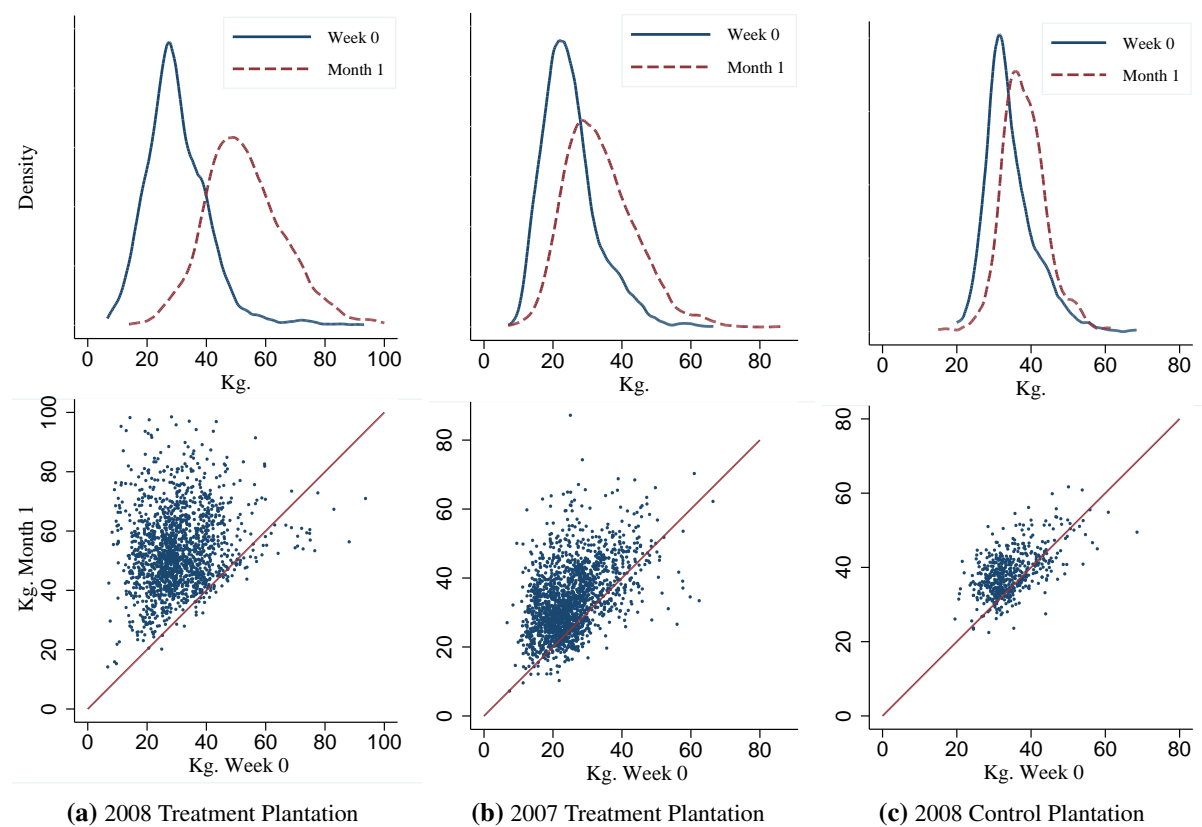 Week 0
Month 1
Week 0
Month 1
Week 0
Month 1
Density
0 20 40 60 80 100
Kg.
0 20 40 60 80
Kg.
0 20 40 60 80
Kg.
Kg. Month 1
100
80
60
40
20
0
0 20 40 60 80 100
Kg. Week 0
80
60
40
20
0
0 20 40 60 80
Kg. Week 0
80
60
40
20
0
0 20 40 60 80
Kg. Week 0
(a) 2008 Treatment Plantation
(b) 2007 Treatment Plantation
(c) 2008 Control Plantation